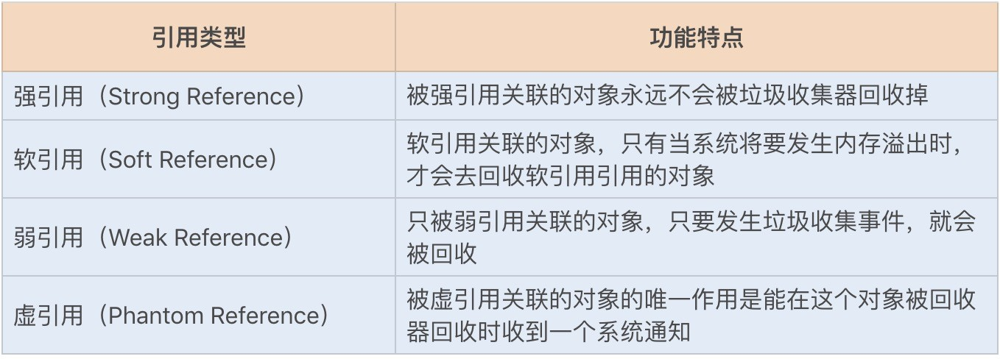 引用类型
功能特点
强引用（Strong Reference）
被强引用关联的对象永远不会被垃圾收集器回收掉
软引用（Soft Reference）
软引用关联的对象，只有当系统将要发生内存溢出时，
才会去回收软引用引用的对象
弱引用（Weak Reference）
只被弱引用关联的对象，只要发生垃圾收集事件，就会
被回收
虚引用（Phantom Reference）
被虚引用关联的对象的唯一作用是能在这个对象被回收
器回收时收到一个系统通知